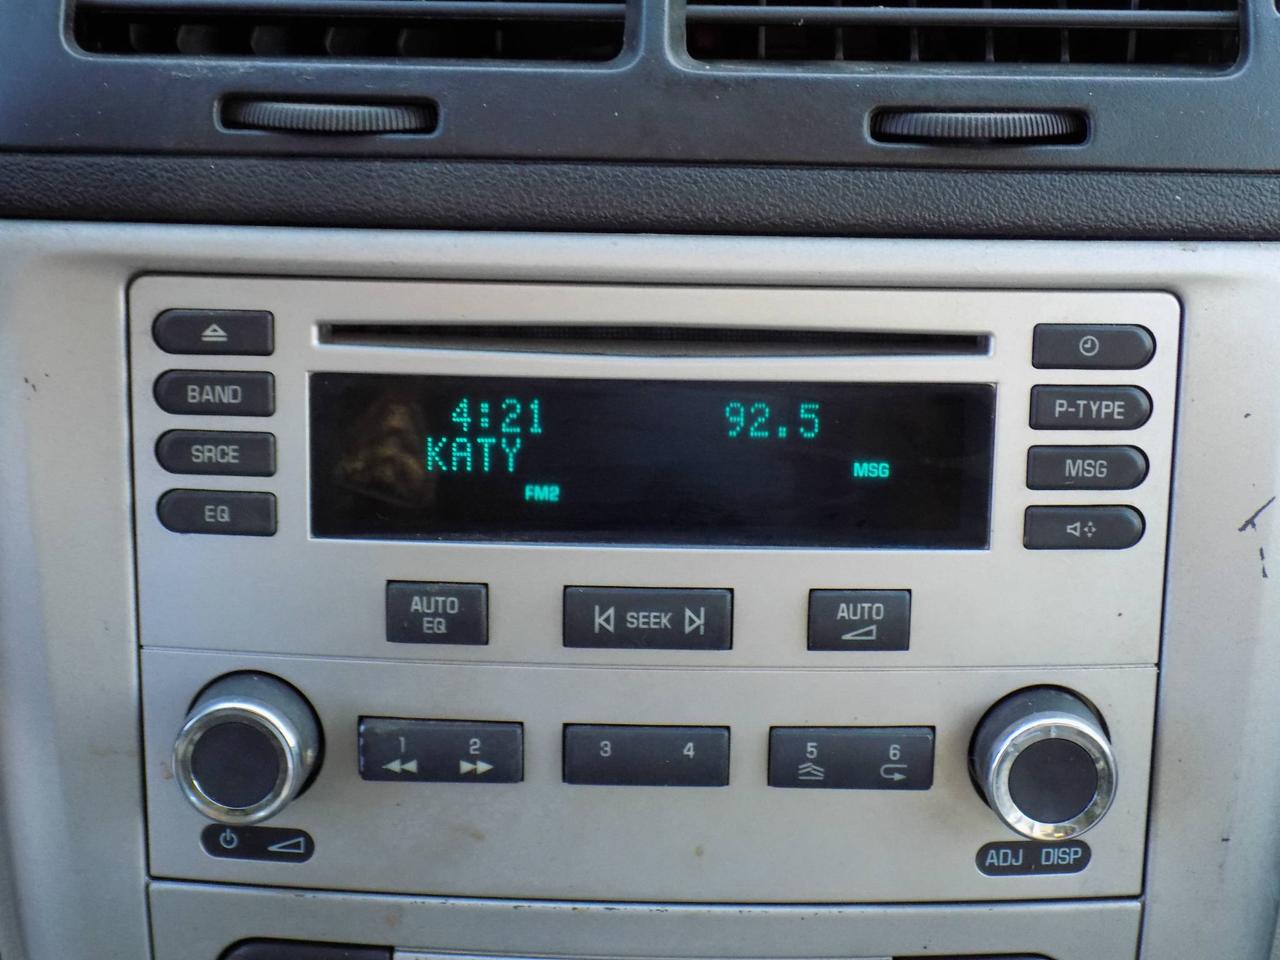 BAND
SRCE
EQ
4:21 92.5
KATY
MSG
FM2
P-TYPE
MSG
AUTO EQ
SEEK
AUTO
1 2
3 4
5 6
ADJ DISP